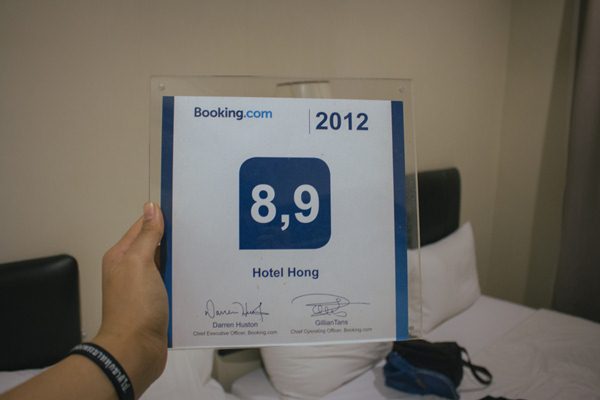 Booking.com
2012
8,9
Hotel Hong
Darren Huston
Chief Executive Officer, Booking.com
GillianTans
Chief Operating Officer, Booking.com